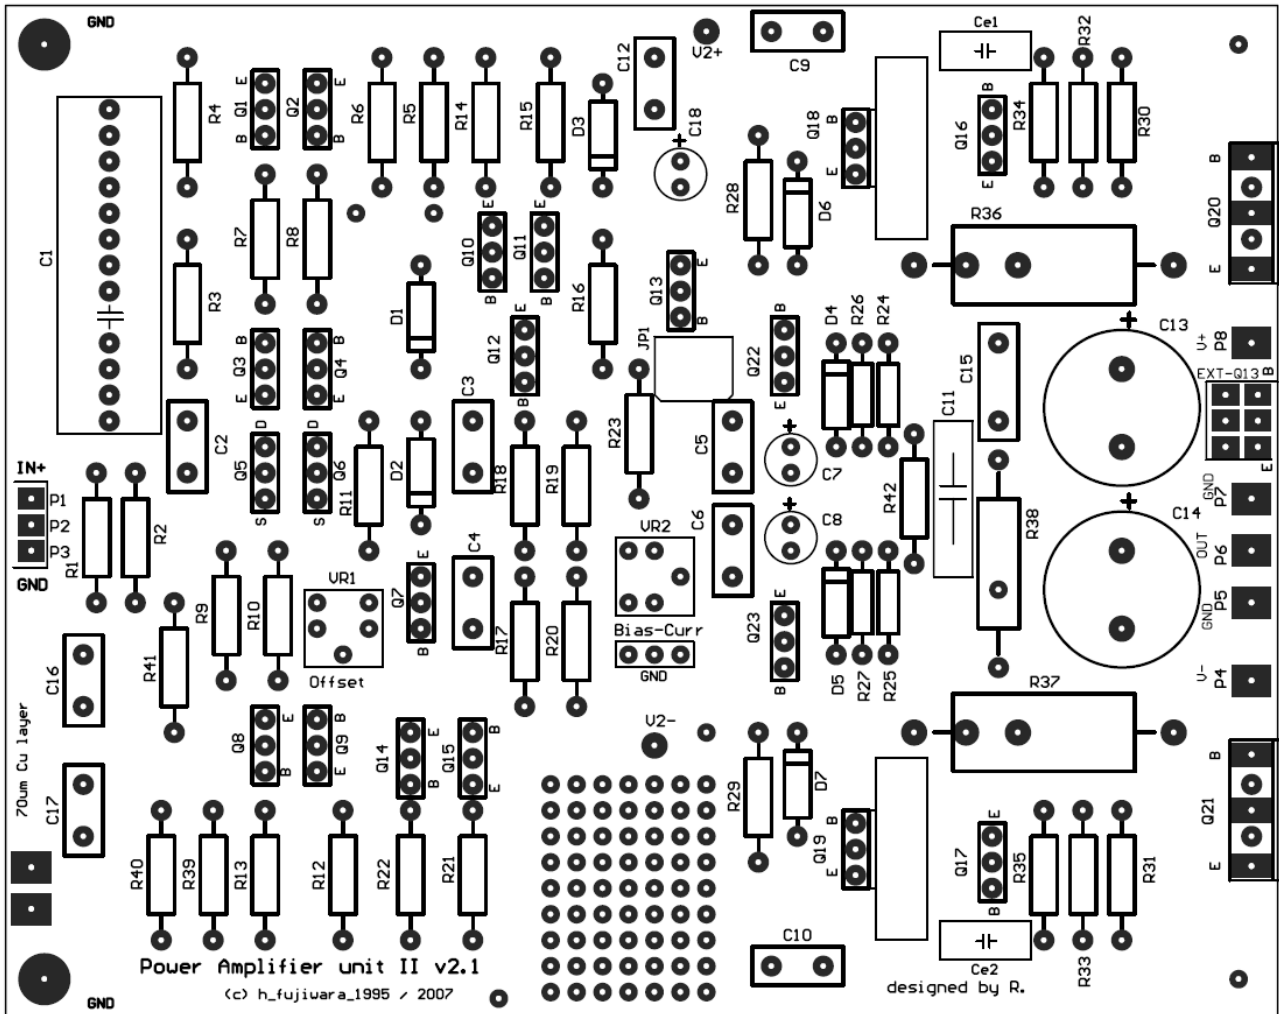 GND
V2+
C12
C9
Ce1
R32
R4
E
Q1
B
E
Q2
B
R6
R5
R14
R15
D3
C18
+
R28
D6
B
Q18
E
B
Q16
E
R34
R30
B
Q20
E
C1
R3
R7
R8
D1
E
Q10
B
E
Q11
B
R16
E
Q13
B
JP1
R36
B
Q3
E
B
Q4
E
E
Q12
B
B
Q22
E
D4
R26
R24
C15
C13
+
V+
P8
EXT-Q13
B
E
C2
C3
R23
C5
+
C7
C11
D
Q5
S
D
Q6
S
R11
D2
R18
R19
R42
R38
IN+
P1
P2
P3
GND
R1
R2
C6
+
C8
VR2
Bias-Curr
GND
+
C14
GND
P7
OUT
P6
GND
P5
V-
P4
R9
R10
VR1
Offset
E
Q7
B
C4
R17
R20
E
Q23
B
D5
R27
R25
R41
C16
R37
V2-
70um Cu layer
C17
E
Q8
B
B
Q9
E
E
Q14
B
B
Q15
E
R29
D7
B
Q19
E
E
Q17
B
R35
R31
B
Q21
E
R40
R39
R13
R12
R22
R21
C10
Ce2
R33
Power Amplifier unit II v2.1
(c) h_fujiwara_1995 / 2007
designed by R.
GND